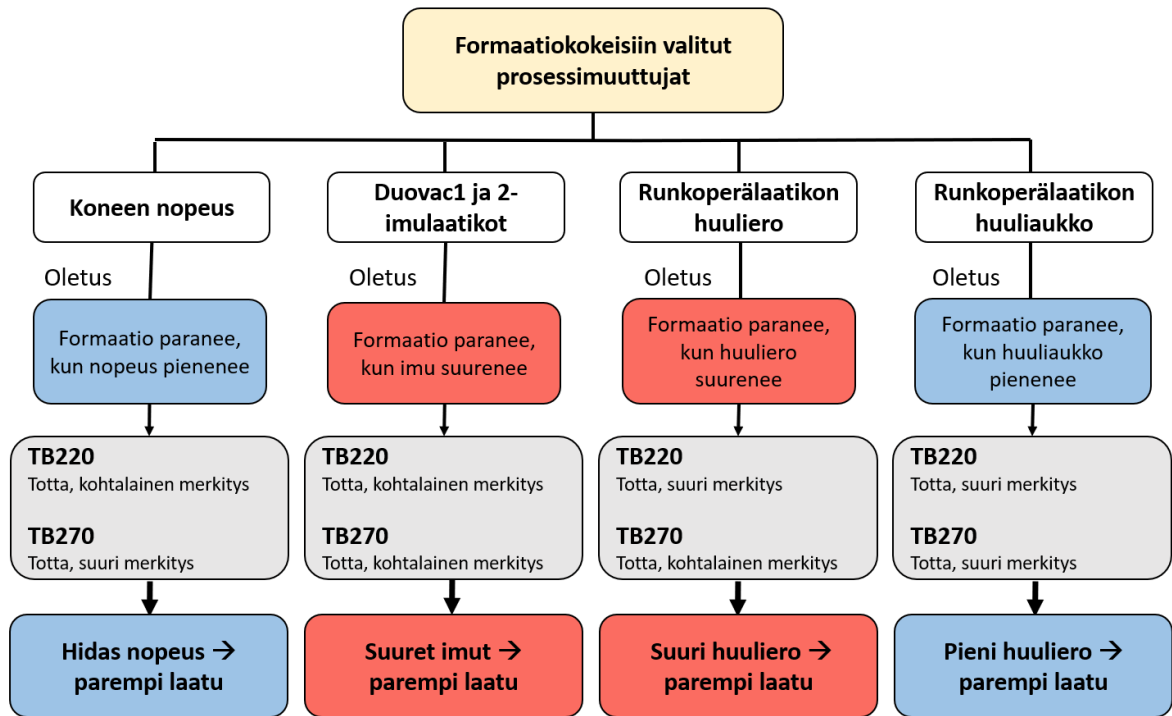 Formaatiokokeisiin valitut
prosessimuuttujat
Koneen nopeus
Duovac1 ja 2-
imulaatikot
Runkoperälaatikon
huuliero
Runkoperälaatikon
huuliaukko
Oletus
Oletus
Oletus
Oletus
Formaatio paranee,
kun nopeus pienenee
Formaatio paranee,
kun imu suurenee
Formaatio paranee,
kun huuliero
suurenee
Formaatio paranee,
kun huuliaukko
pienenee
TB220
Totta, kohtalainen merkitys
TB270
Totta, suuri merkitys
TB220
Totta, kohtalainen merkitys
TB270
Totta, kohtalainen merkitys
TB220
Totta, suuri merkitys
TB270
Totta, kohtalainen merkitys
TB220
Totta, suuri merkitys
TB270
Totta, suuri merkitys
Hidas nopeus →
parempi laatu
Suuret imut →
parempi laatu
Suuri huuliero →
parempi laatu
Pieni huuliero →
parempi laatu